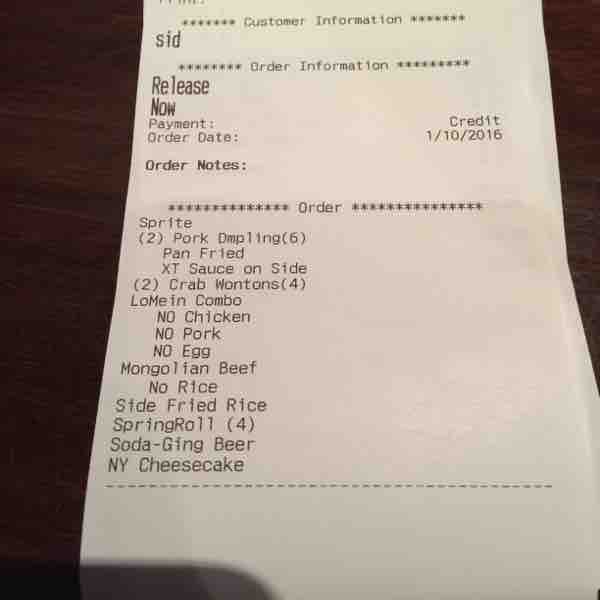 ******* Customer Information *******
sid
******** Order Information *********
Release
Now
Payment: Credit
Order Date: 1/10/2016
Order Notes:
************** Order ***************
Sprite
(2) Pork Dmpling(6)
Pan Fried
XT Sauce on Side
(2) Crab Wontons(4)
LoMein Combo
NO Chicken
NO Pork
NO Egg
Mongolian Beef
No Rice
Side Fried Rice
SpringRoll (4)
Soda-Ging Beer
NY Cheesecake